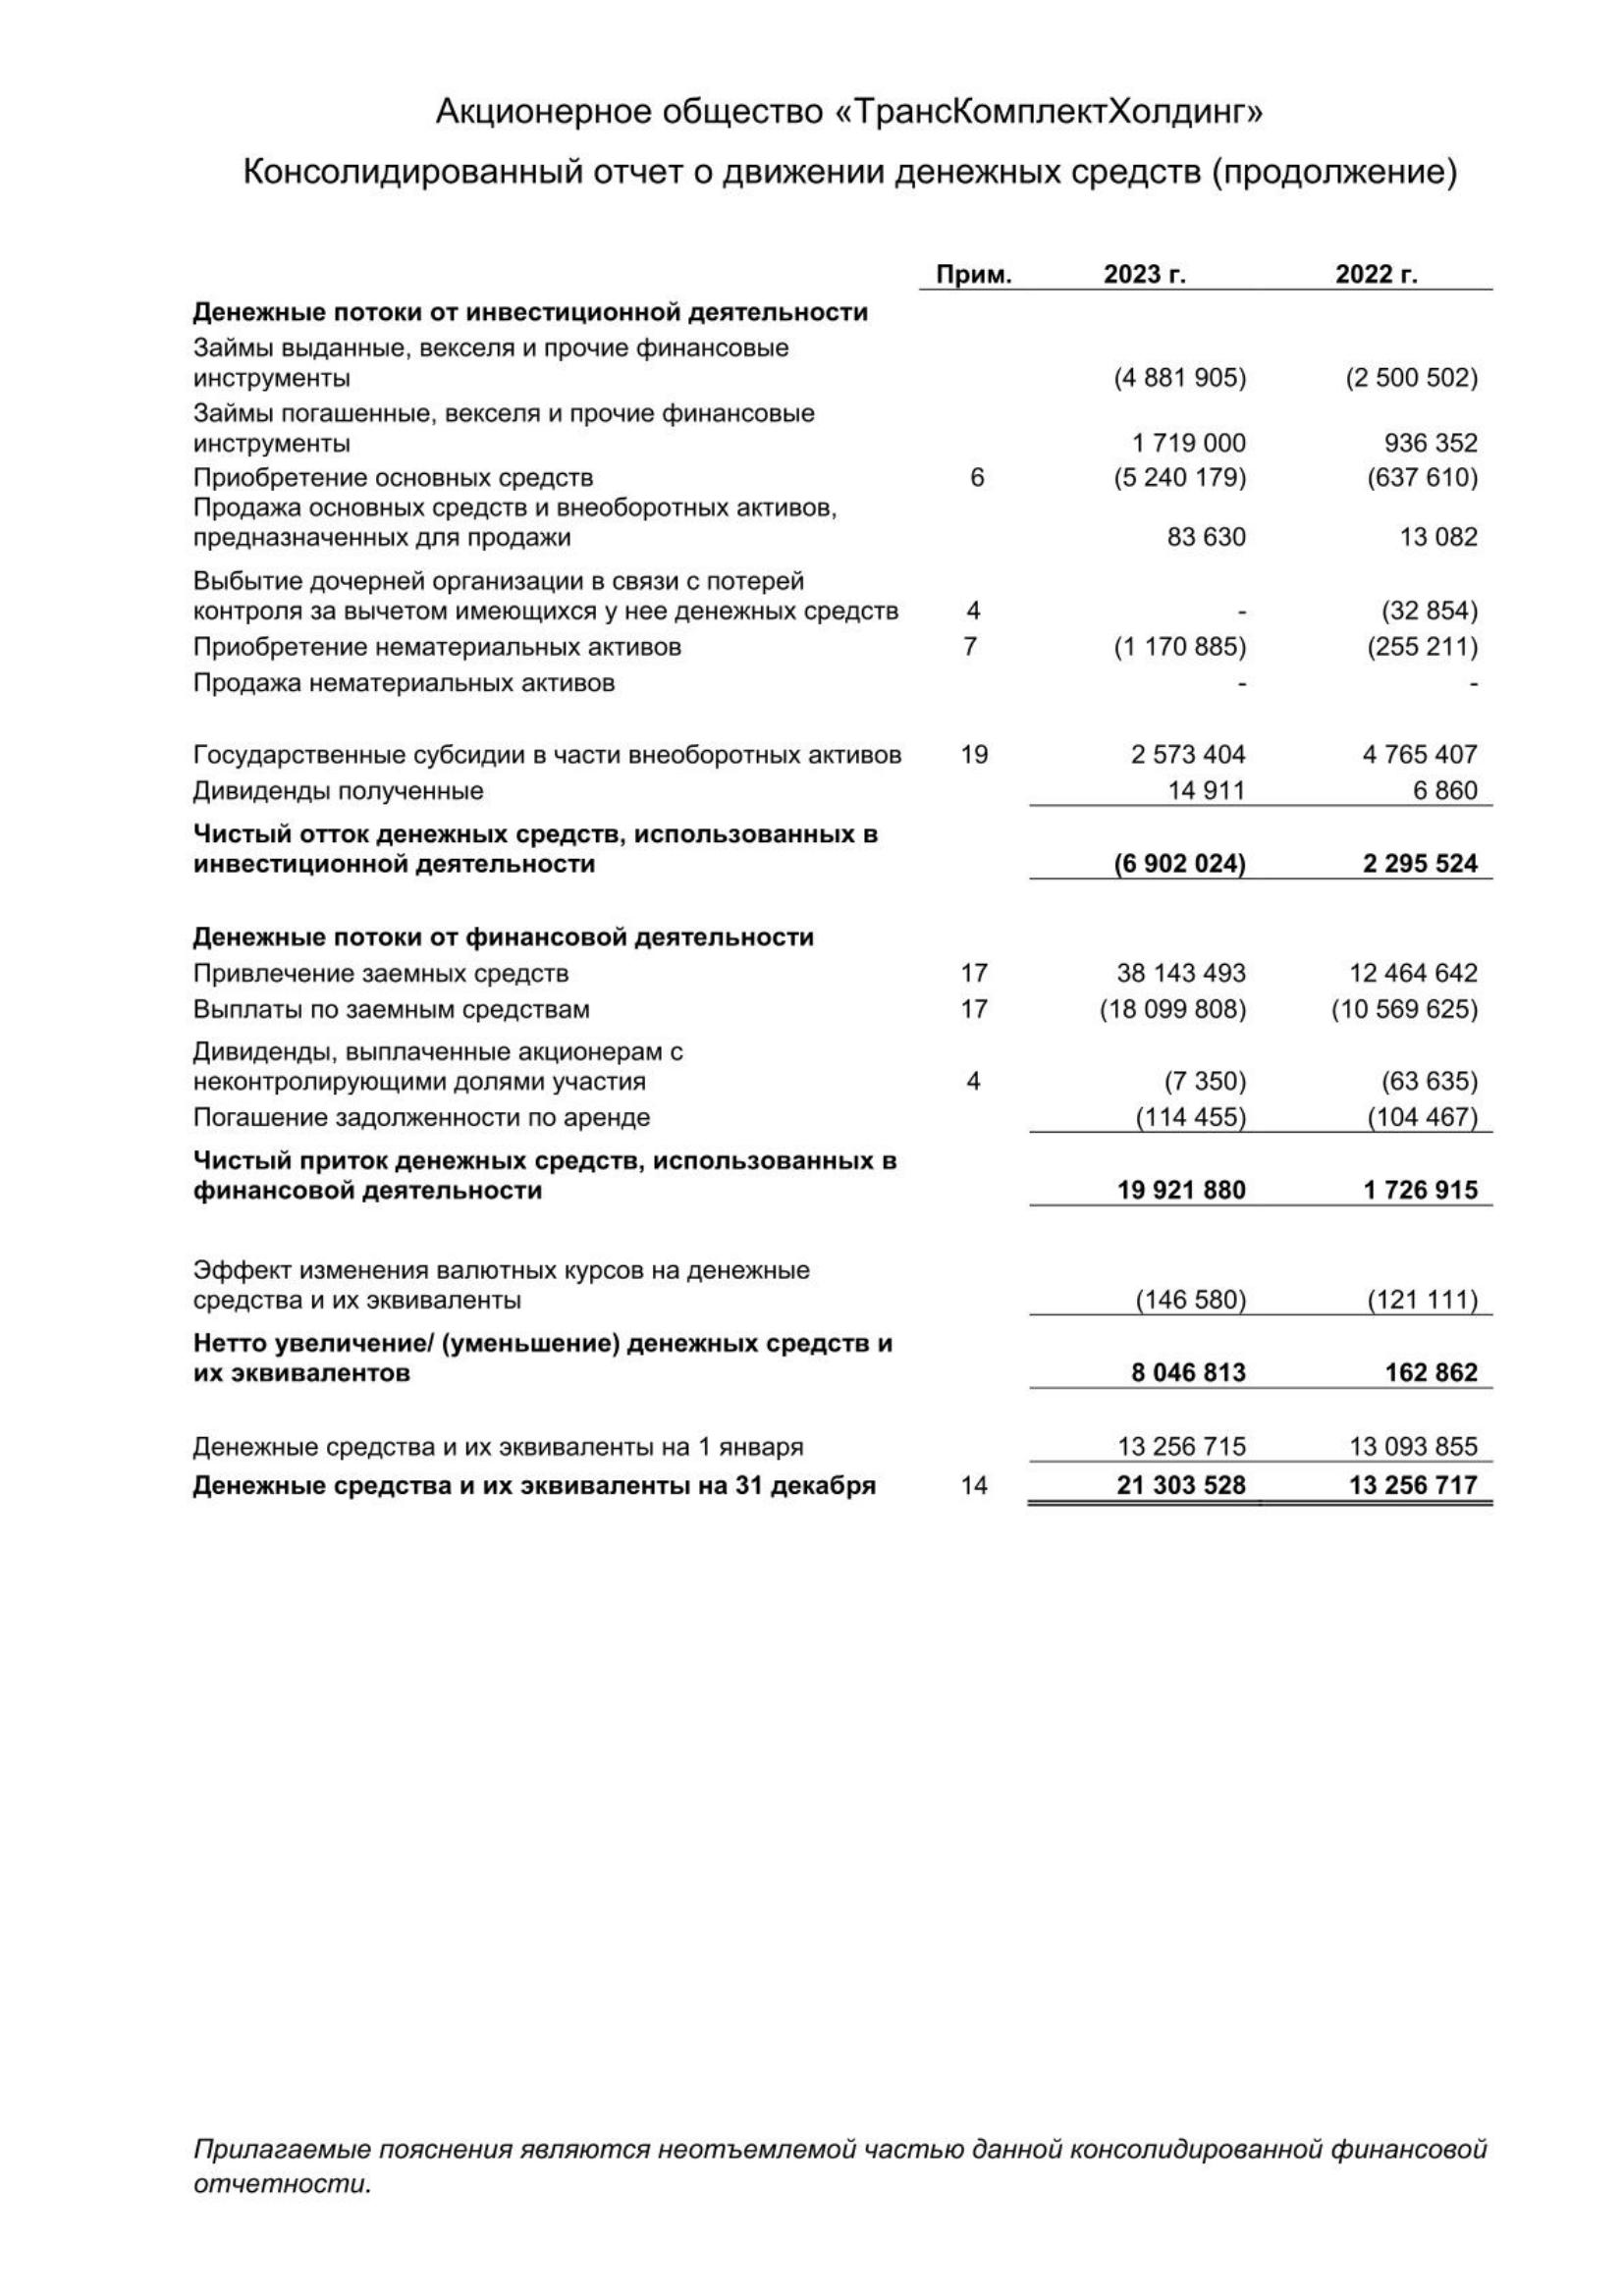 Акционерное общество «ТрансКомплектХолдинг»
Консолидированный отчет о движении денежных средств (продолжение)
Прим. 2023 г. 2022 г.
Денежные потоки от инвестиционной деятельности
Займы выданные, векселя и прочие финансовые
инструменты (4 881 905) (2 500 502)
Займы погашенные, векселя и прочие финансовые
инструменты 1 719 000 936 352
Приобретение основных средств 6 (5 240 179) (637 610)
Продажа основных средств и внеоборотных активов,
предназначенных для продажи 83 630 13 082
Выбытие дочерней организации в связи с потерей
контроля за вычетом имеющихся у нее денежных средств 4 - (32 854)
Приобретение нематериальных активов 7 (1 170 885) (255 211)
Продажа нематериальных активов - -
Государственные субсидии в части внеоборотных активов 19 2 573 404 4 765 407
Дивиденды полученные 14 911 6 860
Чистый отток денежных средств, использованных в
инвестиционной деятельности (6 902 024) 2 295 524
Денежные потоки от финансовой деятельности
Привлечение заемных средств 17 38 143 493 12 464 642
Выплаты по заемным средствам 17 (18 099 808) (10 569 625)
Дивиденды, выплаченные акционерам с
неконтролирующими долями участия 4 (7 350) (63 635)
Погашение задолженности по аренде (114 455) (104 467)
Чистый приток денежных средств, использованных в
финансовой деятельности 19 921 880 1 726 915
Эффект изменения валютных курсов на денежные
средства и их эквиваленты (146 580) (121 111)
Нетто увеличение/ (уменьшение) денежных средств и
их эквивалентов 8 046 813 162 862
Денежные средства и их эквиваленты на 1 января 13 256 715 13 093 855
Денежные средства и их эквиваленты на 31 декабря 14 21 303 528 13 256 717
Прилагаемые пояснения являются неотъемлемой частью данной консолидированной финансовой
отчетности.